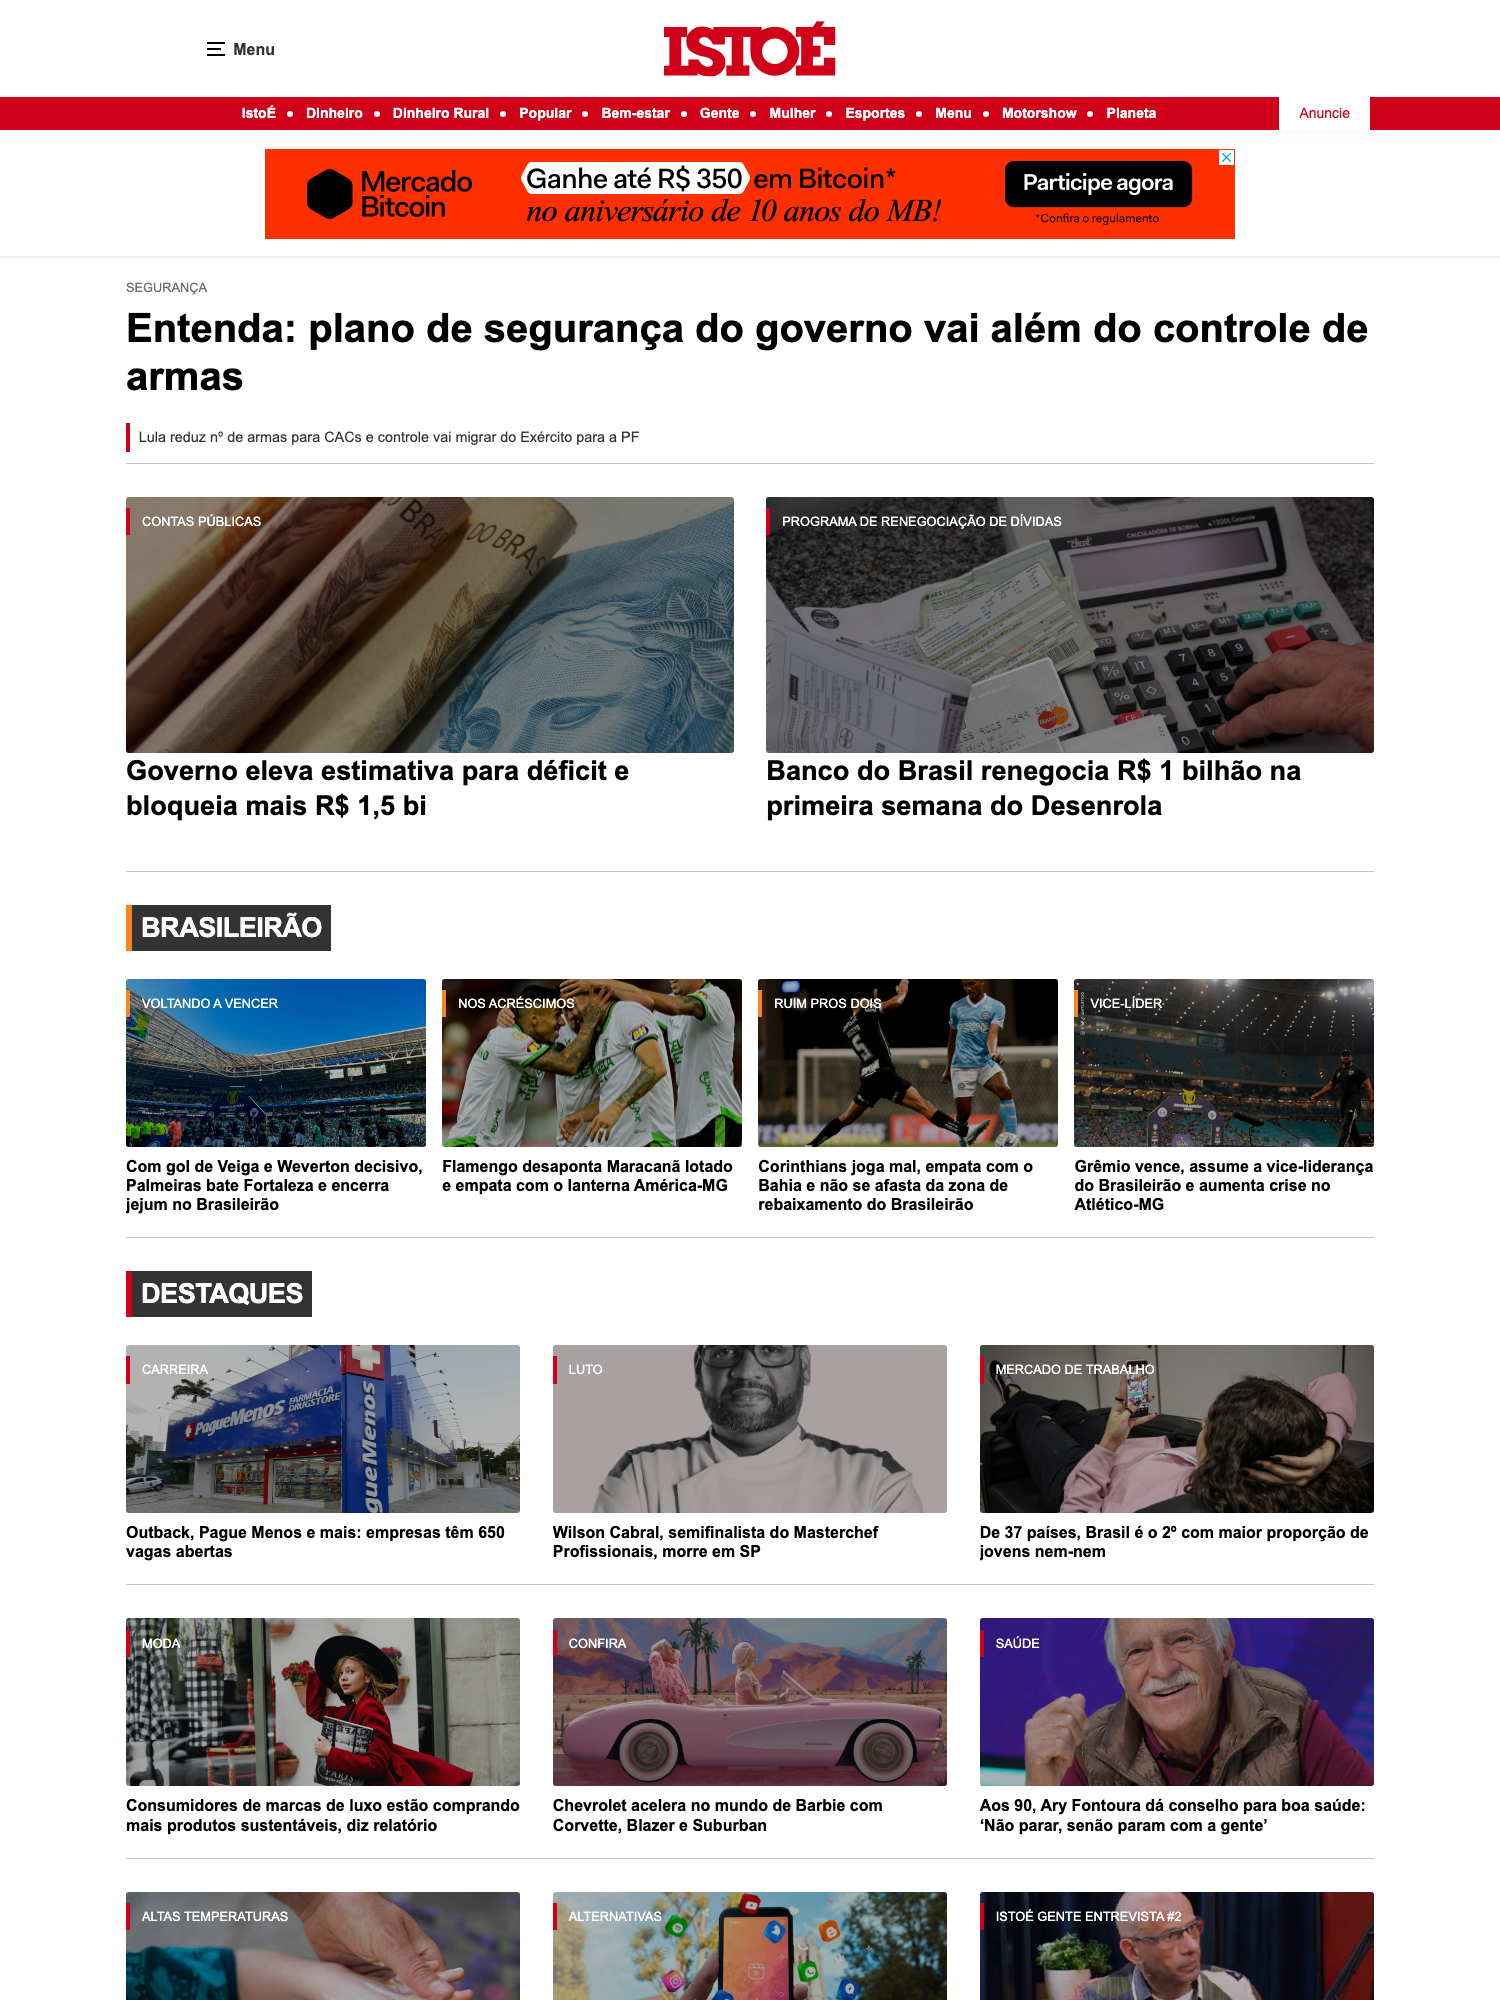 Menu
ISTOÉ
IstoÉ
Dinheiro
Dinheiro Rural
Popular
Bem-estar
Gente
Mulher
Esportes
Menu
Motorshow
Planeta
Anuncie
Mercado
Bitcoin
Ganhe até R$ 350 em Bitcoin*
no aniversário de 10 anos do MB!
Participe agora
*Confira o regulamento
SEGURANÇA
Entenda: plano de segurança do governo vai além do controle de
armas
Lula reduz nº de armas para CACs e controle vai migrar do Exército para a PF
CONTAS PÚBLICAS
Governo eleva estimativa para déficit e
bloqueia mais R$ 1,5 bi
PROGRAMA DE RENEGOCIAÇÃO DE DÍVIDAS
CALCULADORA DE BOBINA
Banco do Brasil renegocia R$ 1 bilhão na
primeira semana do Desenrola
BRASILEIRÃO
VOLTANDO A VENCER
Com gol de Veiga e Weverton decisivo,
Palmeiras bate Fortaleza e encerra
jejum no Brasileirão
NOS ACRÉSCIMOS
Flamengo desaponta Maracanã lotado
e empata com o lanterna América-MG
RUIM PROS DOIS
Corinthians joga mal, empata com o
Bahia e não se afasta da zona de
rebaixamento do Brasileirão
VICE-LÍDER
Grêmio vence, assume a vice-liderança
do Brasileirão e aumenta crise no
Atlético-MG
DESTAQUES
CARREIRA
PagueMenos
FARMÁCIA
DRUGSTORE
gueMenos
Outback, Pague Menos e mais: empresas têm 650
vagas abertas
LUTO
Wilson Cabral, semifinalista do Masterchef
Profissionais, morre em SP
MERCADO DE TRABALHO
De 37 países, Brasil é o 2º com maior proporção de
jovens nem-nem
MODA
PARIS
Consumidores de marcas de luxo estão comprando
mais produtos sustentáveis, diz relatório
CONFIRA
Chevrolet acelera no mundo de Barbie com
Corvette, Blazer e Suburban
SAÚDE
Aos 90, Ary Fontoura dá conselho para boa saúde:
‘Não parar, senão param com a gente’
ALTAS TEMPERATURAS
ALTERNATIVAS
ISTOÉ GENTE ENTREVISTA #2